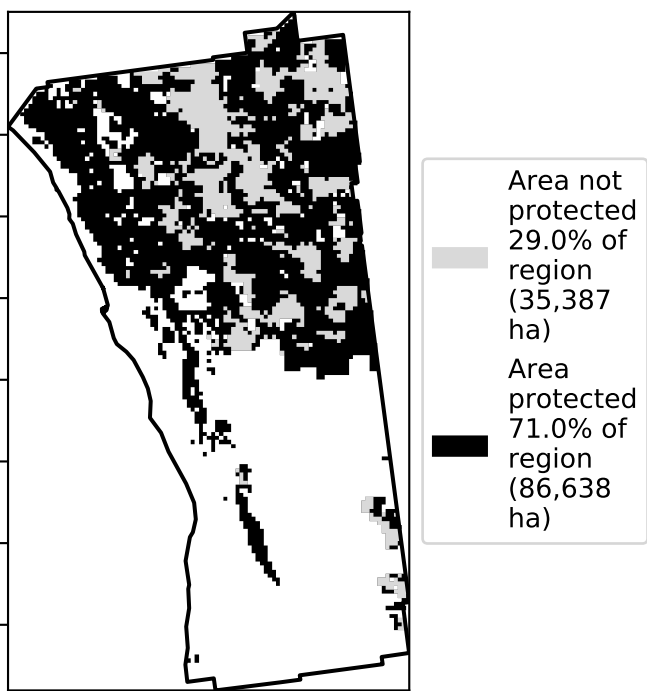 Area not
protected
29.0% of
region
(35,387
ha)
Area
protected
71.0% of
region
(86,638
ha)